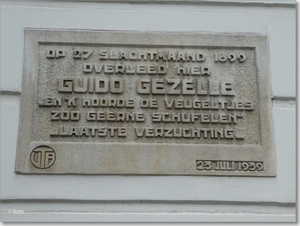 OP 27 SLACHTMAAND 1899
OVERLEED HIER
GUIDO GEZELLE
„EN'K HOORDE DE VEUGELTJES
ZOO GEERNE SCHUFELEN"
...LAATSTE VERZUCHTING...
VTB
23 JULI 1939